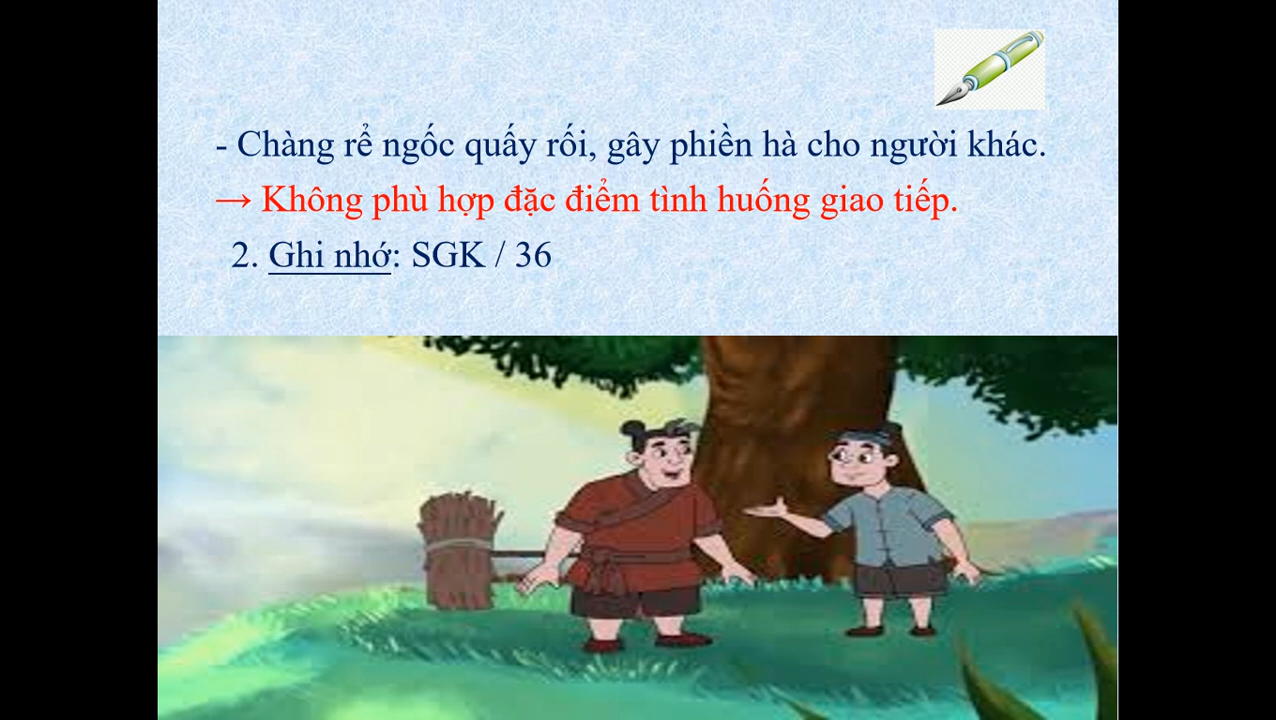 - Chàng rể ngốc quấy rối, gây phiền hà cho người khác.
→ Không phù hợp đặc điểm tình huống giao tiếp.
2. Ghi nhớ: SGK / 36